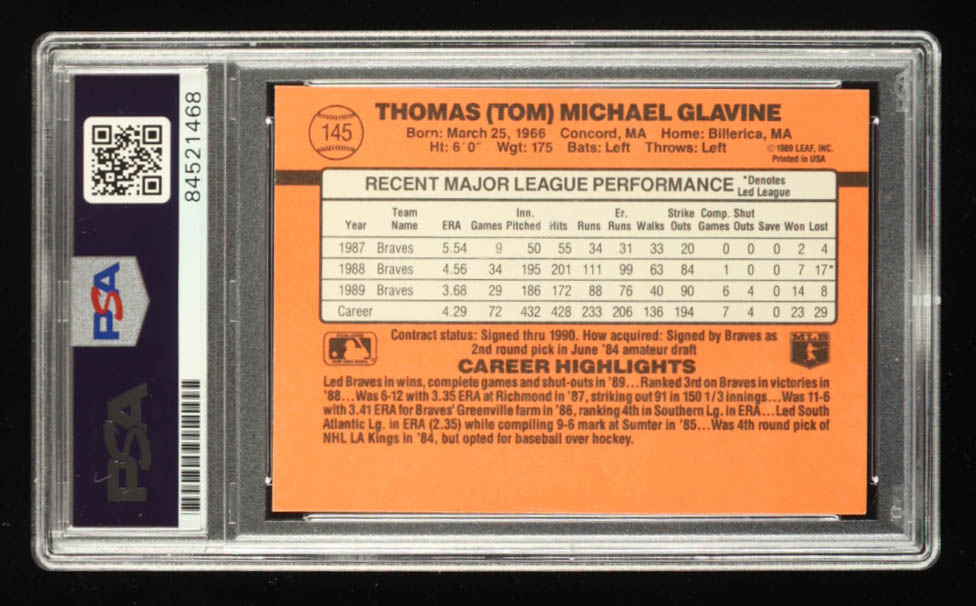 84521468
PSA
PSA
145
THOMAS (TOM) MICHAEL GLAVINE
Born: March 25, 1966 Concord, MA Home: Billerica, MA
Ht: 6'0" Wgt: 175 Bats: Left Throws: Left
©1989 LEAF, INC.
Printed in USA
RECENT MAJOR LEAGUE PERFORMANCE *Denotes Led League
Year Team Name ERA Games Inn. Pitched Hits Runs Er. Runs Walks Strike Outs Comp. Games Shut Outs Save Won Lost
1987 Braves 5.54 9 50 55 34 31 33 20 0 0 0 2 4
1988 Braves 4.56 34 195 201 111 99 63 84 1 0 0 7 17*
1989 Braves 3.68 29 186 172 88 76 40 90 6 4 0 14 8
Career 4.29 72 432 428 233 206 136 194 7 4 0 23 29
Contract status: Signed thru 1990. How acquired: Signed by Braves as
2nd round pick in June '84 amateur draft
MLB
CAREER HIGHLIGHTS
Led Braves in wins, complete games and shut-outs in '89...Ranked 3rd on Braves in victories in
'88...Was 6-12 with 3.35 ERA at Richmond in '87, striking out 91 in 150 1/3 innings...Was 11-6
with 3.41 ERA for Braves' Greenville farm in '86, ranking 4th in Southern Lg. in ERA...Led South
Atlantic Lg. in ERA (2.35) while compiling 9-6 mark at Sumter in '85...Was 4th round pick of
NHL LA Kings in '84, but opted for baseball over hockey.